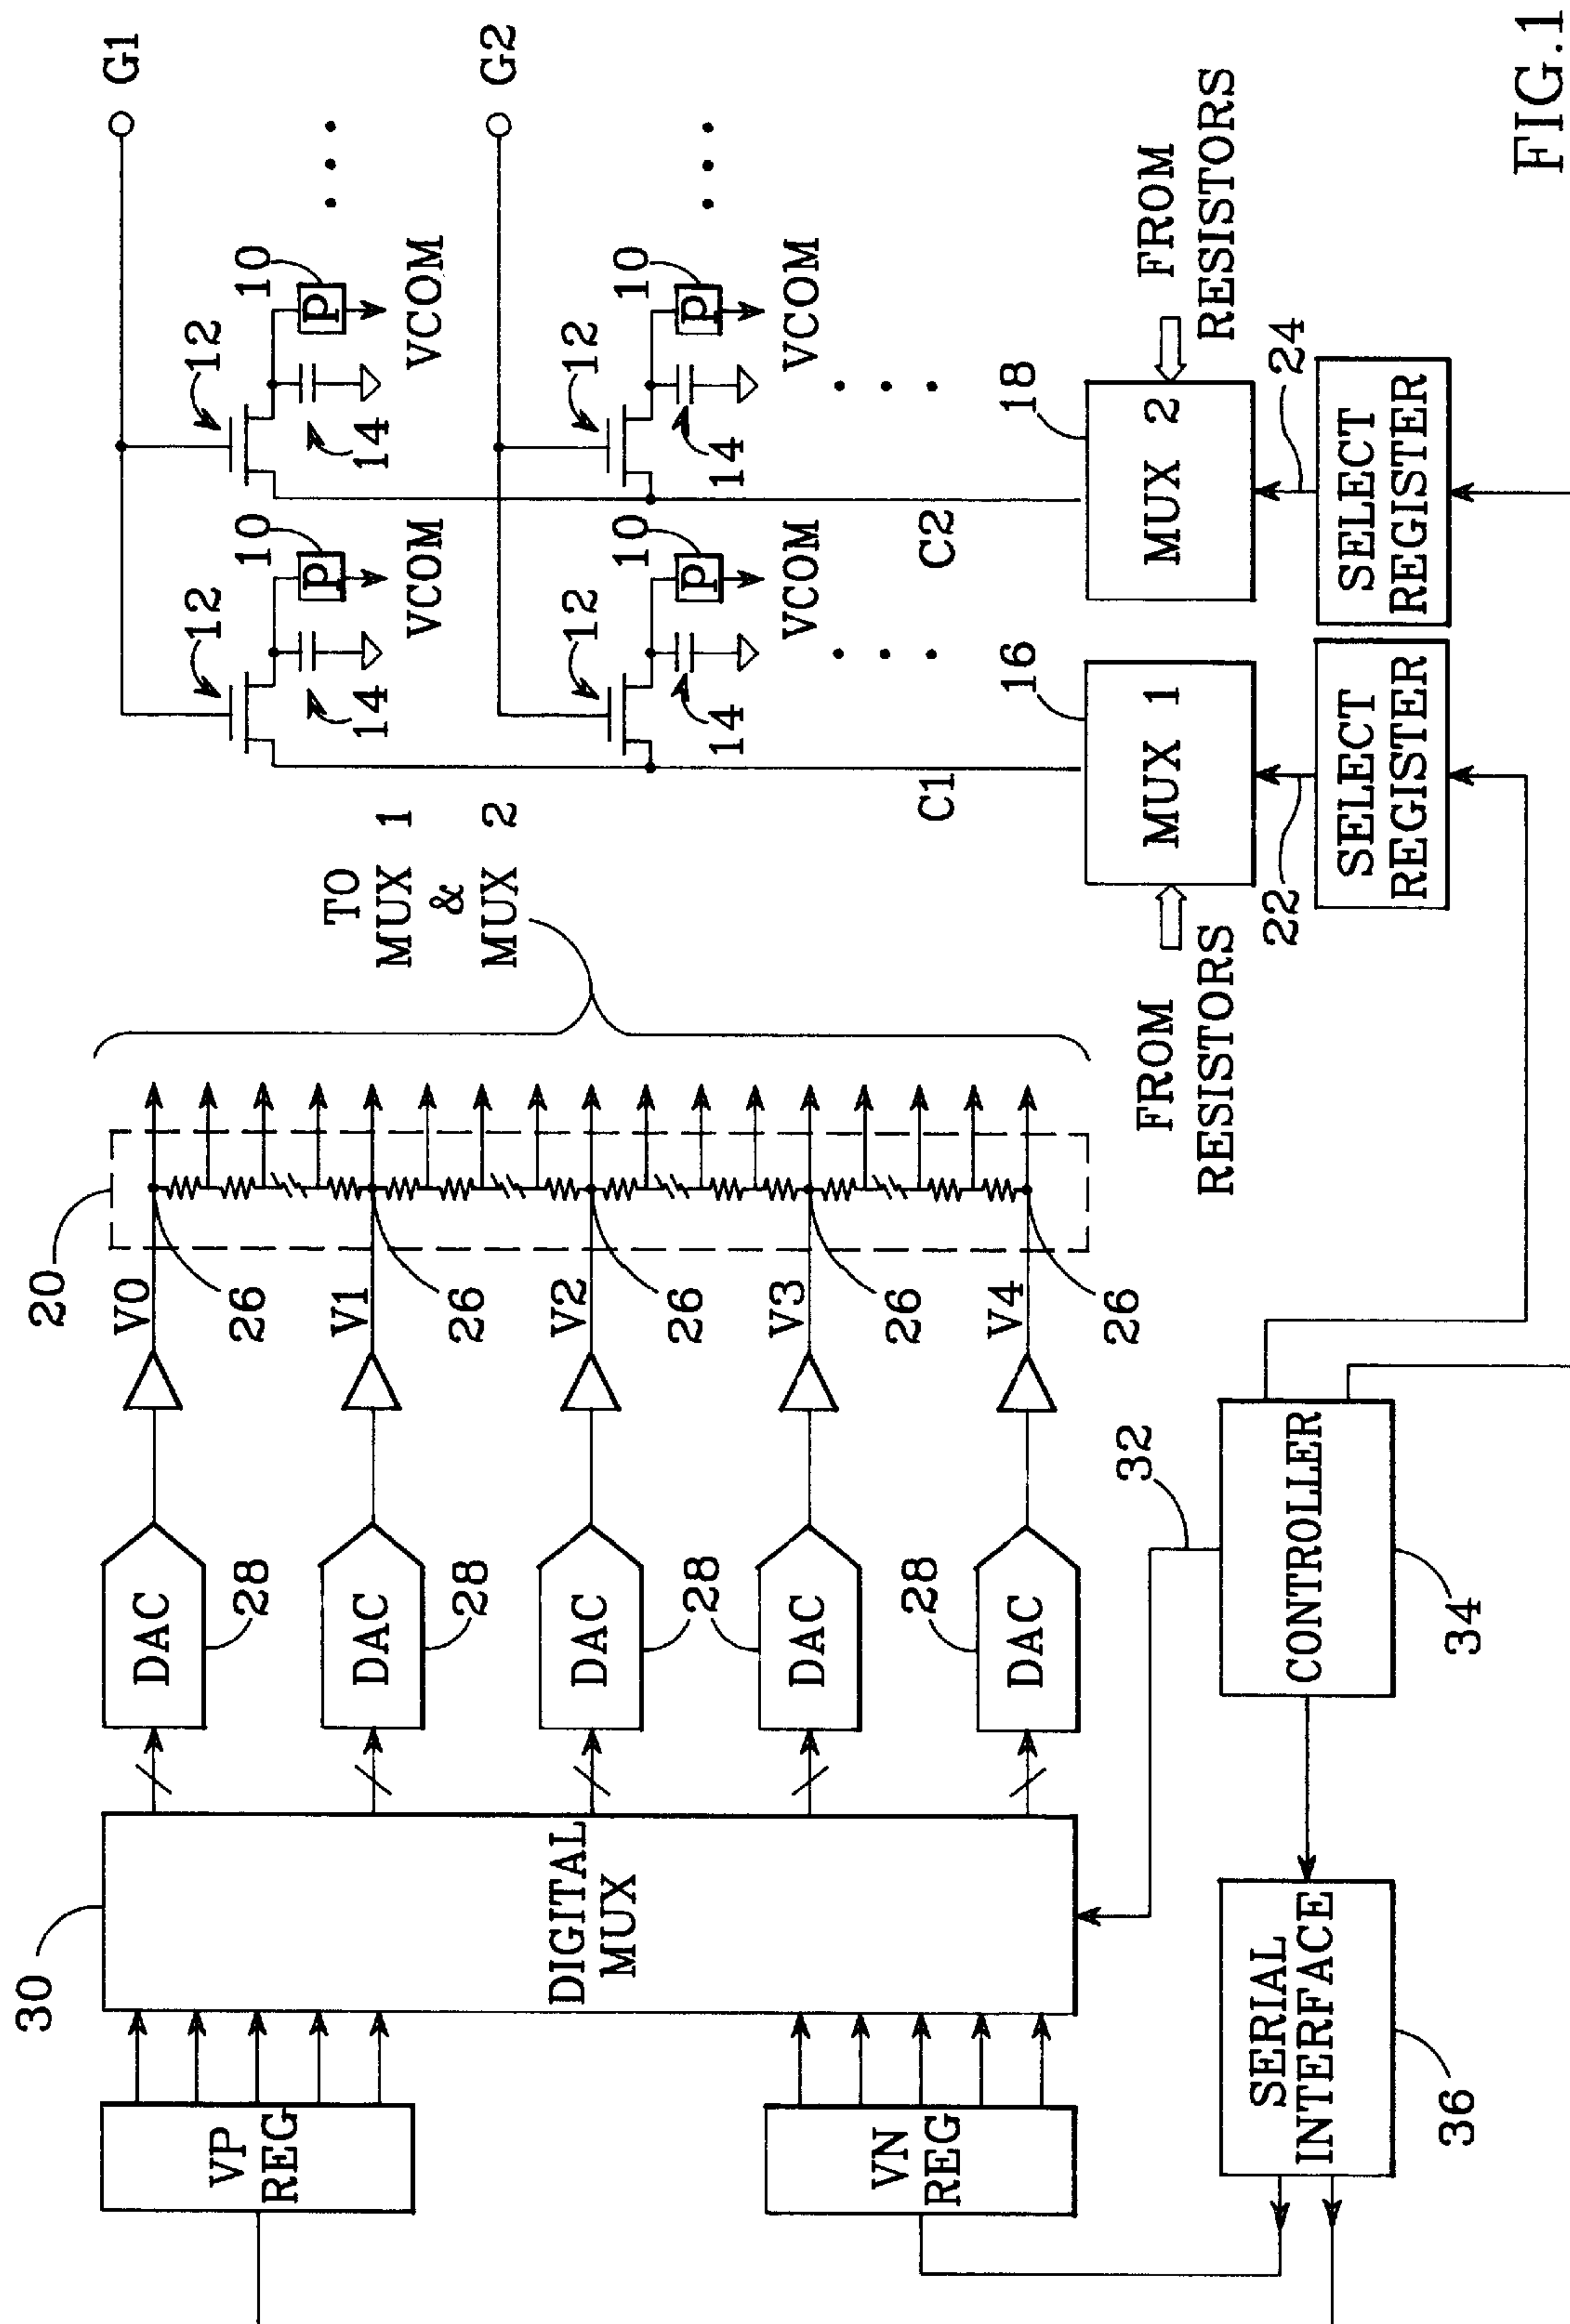 G1
G2
12
12
10
10
14
14
VCOM
VCOM
12
12
10
10
14
14
VCOM
VCOM
C1
C2
TO
MUX 1
&
MUX 2
20
V0
V1
V2
V3
V4
26
26
26
26
26
DAC
DAC
DAC
DAC
DAC
28
28
28
28
28
30
DIGITAL
MUX
VP
REG
VN
REG
16
18
MUX 1
MUX 2
FROM
RESISTORS
FROM
RESISTORS
22
24
SELECT
REGISTER
SELECT
REGISTER
32
CONTROLLER
34
SERIAL
INTERFACE
36
P
P
P
P
FIG.1